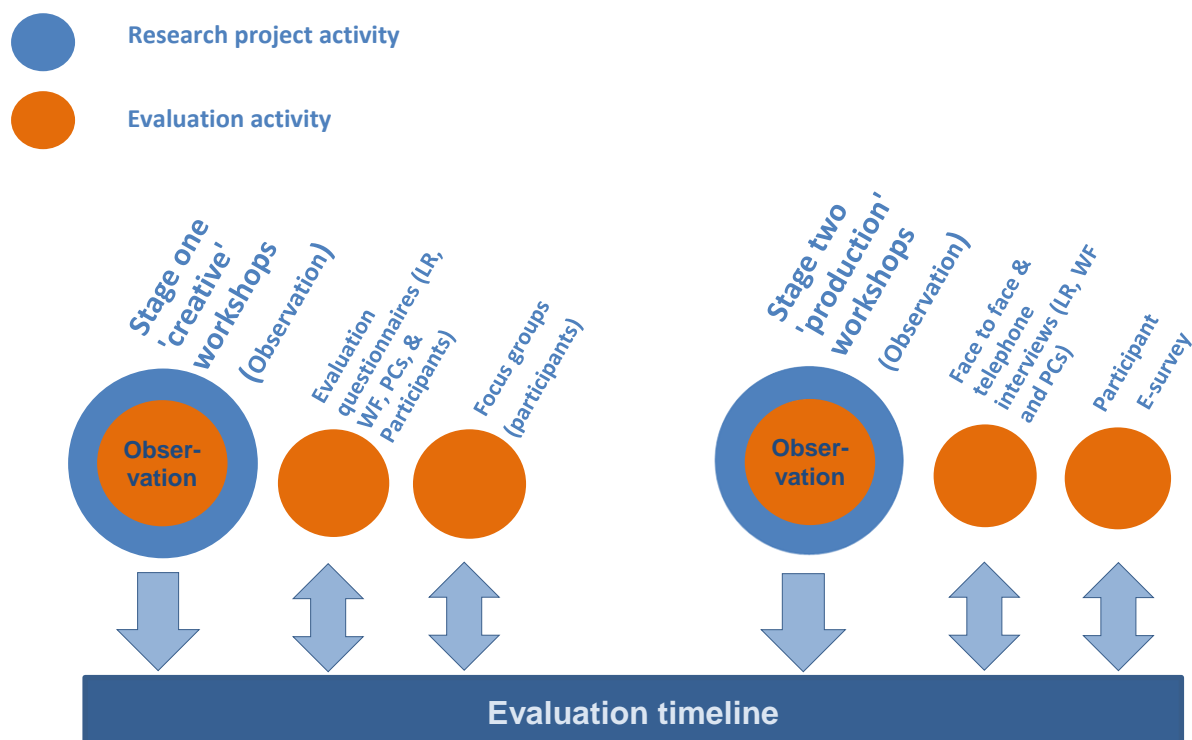 Research project activity
Evaluation activity
Stage one
'creative'
workshops
(Observation)
Evaluation
questionnaires (LR,
WF, PCs, &
Participants)
Focus groups
(participants)
Stage two
'production'
workshops
(Observation)
Face to face &
telephone
interviews (LR, WF
and PCs)
Participant
E-survey
Obser-
vation
Obser-
vation
Evaluation timeline